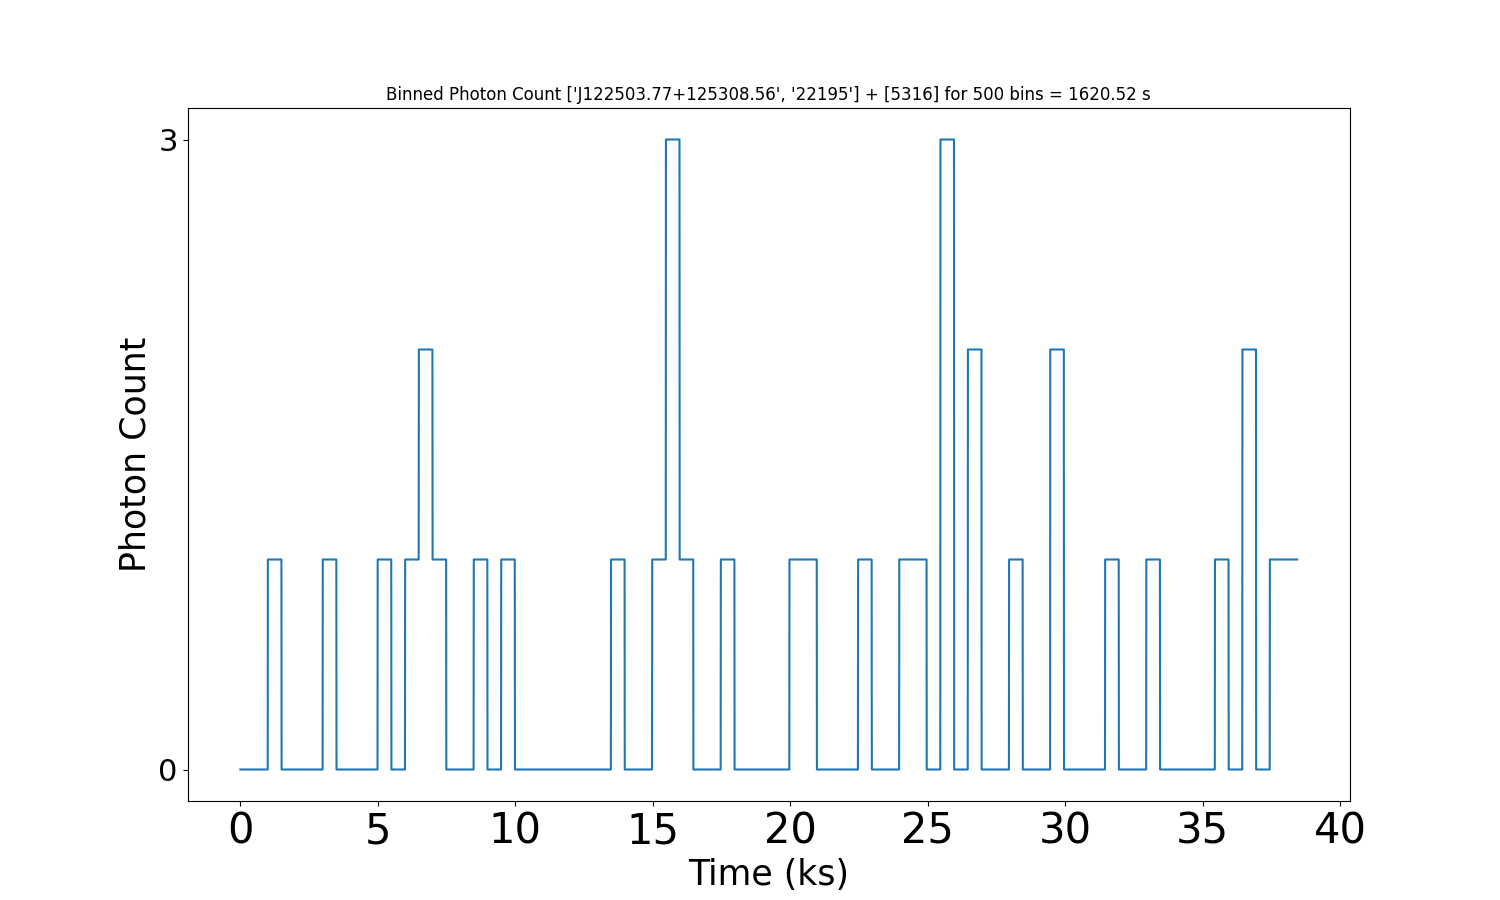 Binned Photon Count ['J122503.77+125308.56', '22195'] + [5316] for 500 bins = 1620.52 s
3
Photon Count
0
0 5 10 15 20 25 30 35 40
Time (ks)